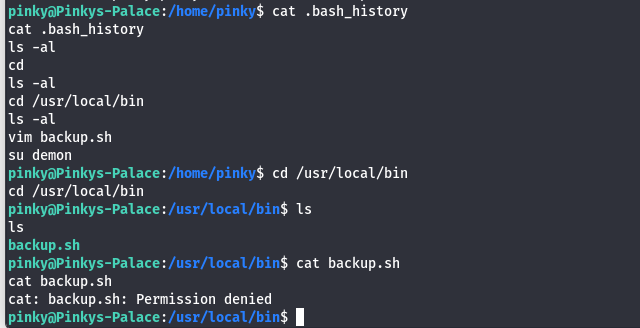 pinky@Pinkys-Palace:/home/pinky$ cat .bash_history
cat .bash_history
ls -al
cd
ls -al
cd /usr/local/bin
ls -al
vim backup.sh
su demon
pinky@Pinkys-Palace:/home/pinky$ cd /usr/local/bin
cd /usr/local/bin
pinky@Pinkys-Palace:/usr/local/bin$ ls
ls
backup.sh
pinky@Pinkys-Palace:/usr/local/bin$ cat backup.sh
cat backup.sh
cat: backup.sh: Permission denied
pinky@Pinkys-Palace:/usr/local/bin$